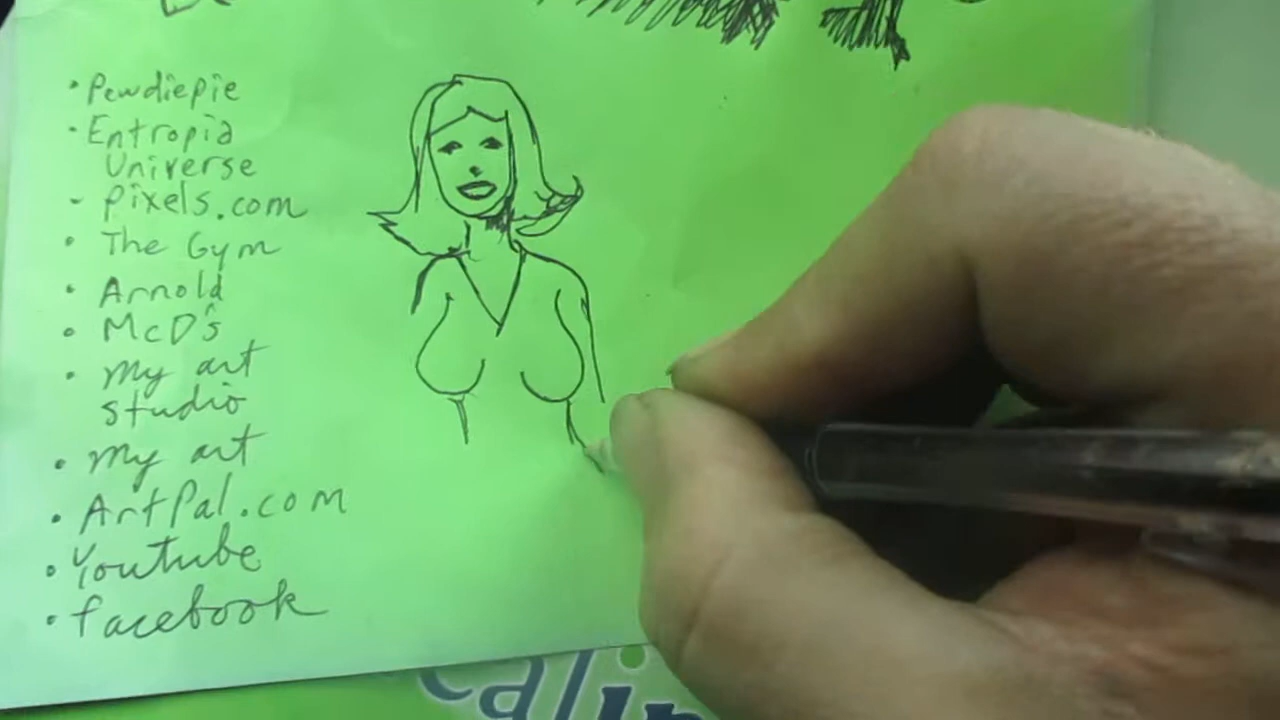 • Pewdiepie
• Entropia
Universe
- pixels.com
• The Gym
• Arnold
• McD's
• my art
studio
• my art
• ArtPal.com
• Youtube
• facebook